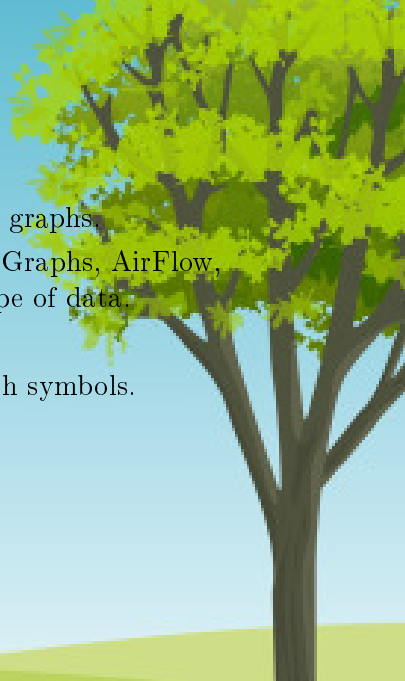 graphs.
Graphs, AirFlow,
pe of data.
h symbols.